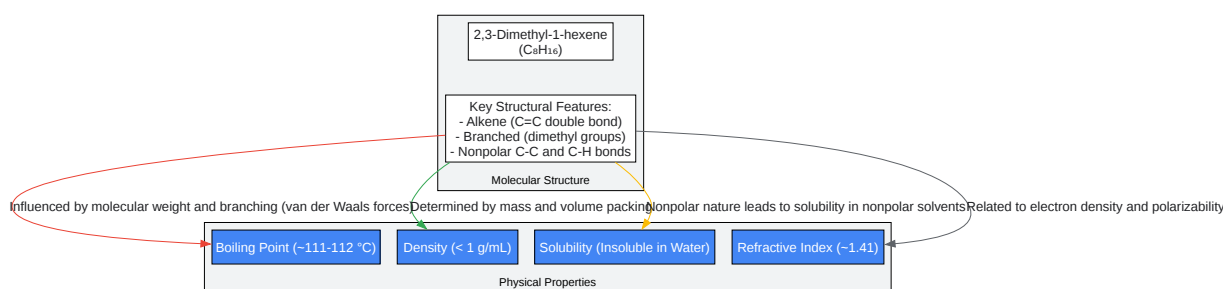 2,3-Dimethyl-1-hexene
(C₈H₁₆)
Key Structural Features:
- Alkene (C=C double bond)
- Branched (dimethyl groups)
- Nonpolar C-C and C-H bonds
Molecular Structure
Influenced by molecular weight and branching (van der Waals forces)
Determined by mass and volume packing
Nonpolar nature leads to solubility in nonpolar solvents
Related to electron density and polarizability
Boiling Point (~111-112 °C)
Density (< 1 g/mL)
Solubility (Insoluble in Water)
Refractive Index (~1.41)
Physical Properties